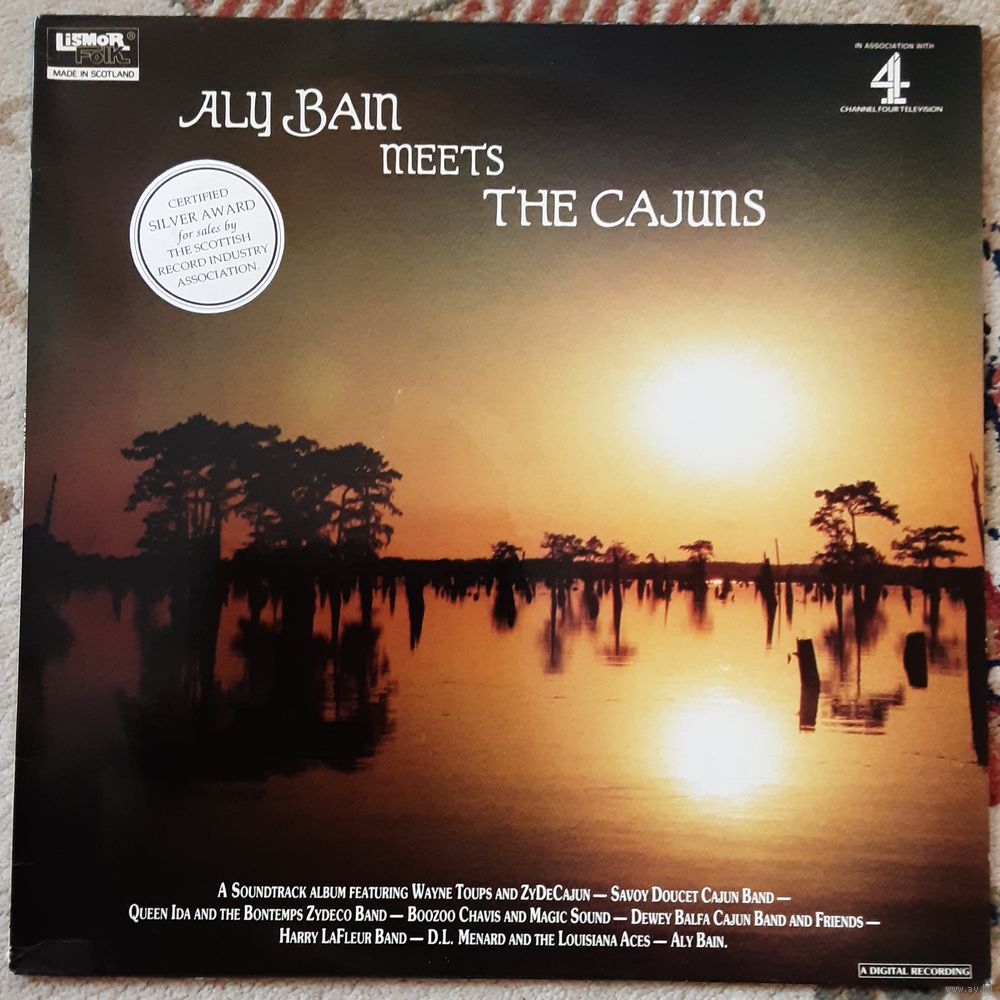 LISMOR®
FOLK
MADE IN SCOTLAND
IN ASSOCIATION WITH
4
CHANNEL FOUR TELEVISION
ALY BAIN
MEETS
THE CAJUNS
CERTIFIED
SILVER AWARD
for sales by
THE SCOTTISH
RECORD INDUSTRY
ASSOCIATION.
A SOUNDTRACK ALBUM FEATURING WAYNE TOUPS AND ZYDECAJUN — SAVOY DOUCET CAJUN BAND —
QUEEN IDA AND THE BONTEMPS ZYDECO BAND — BOOZOO CHAVIS AND MAGIC SOUND — DEWEY BALFA CAJUN BAND AND FRIENDS —
HARRY LAFLEUR BAND — D.L. MENARD AND THE LOUISIANA ACES — ALY BAIN.
A DIGITAL RECORDING